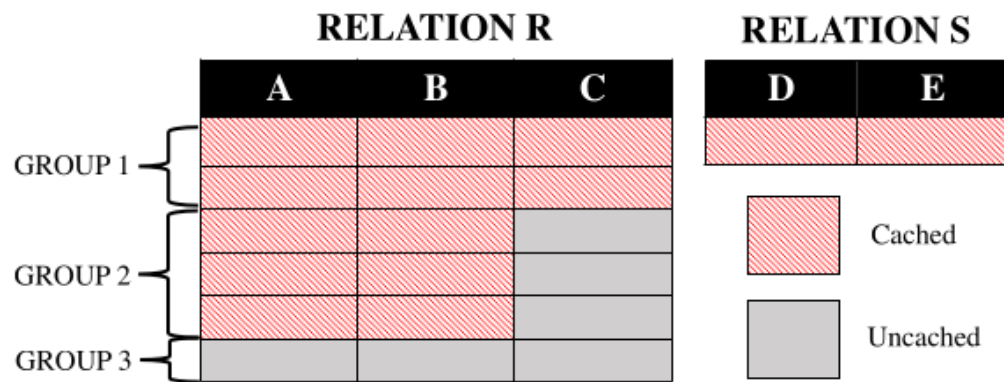 RELATION R
RELATION S
A B C
D E
GROUP 1
GROUP 2
GROUP 3
Cached
Uncached